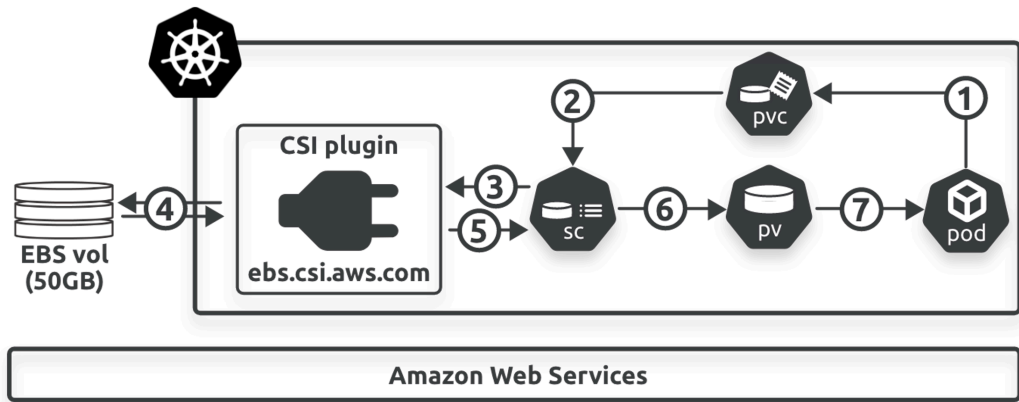 1
2
pvc
CSI plugin
3
4
5
sc
6
pv
7
pod
EBS vol
(50GB)
ebs.csi.aws.com
Amazon Web Services